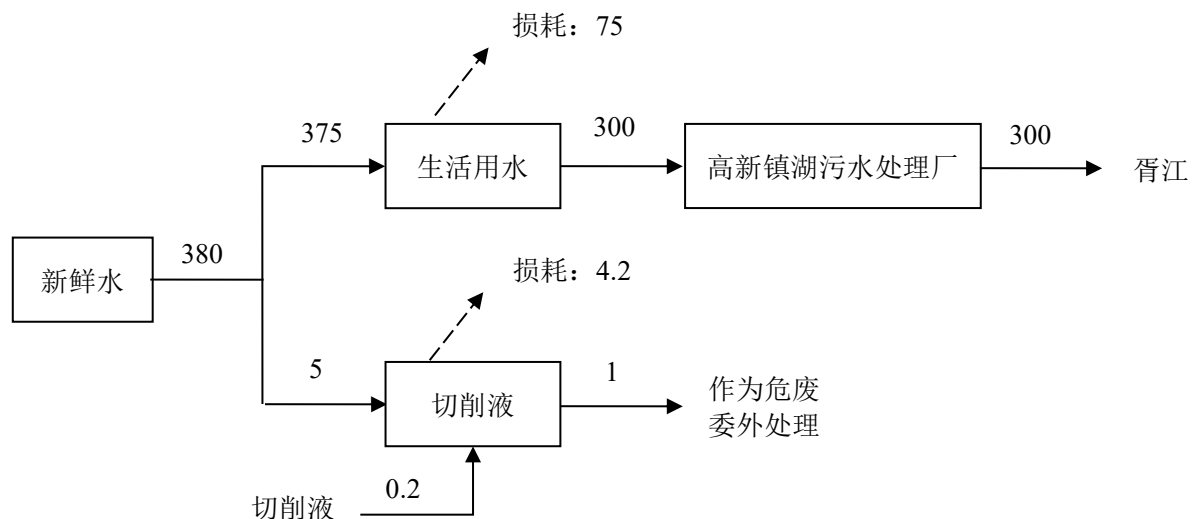 损耗：75
375
300
300
生活用水
高新镇湖污水处理厂
胥江
380
新鲜水
损耗：4.2
5
1
切削液
作为危废
委外处理
0.2
切削液